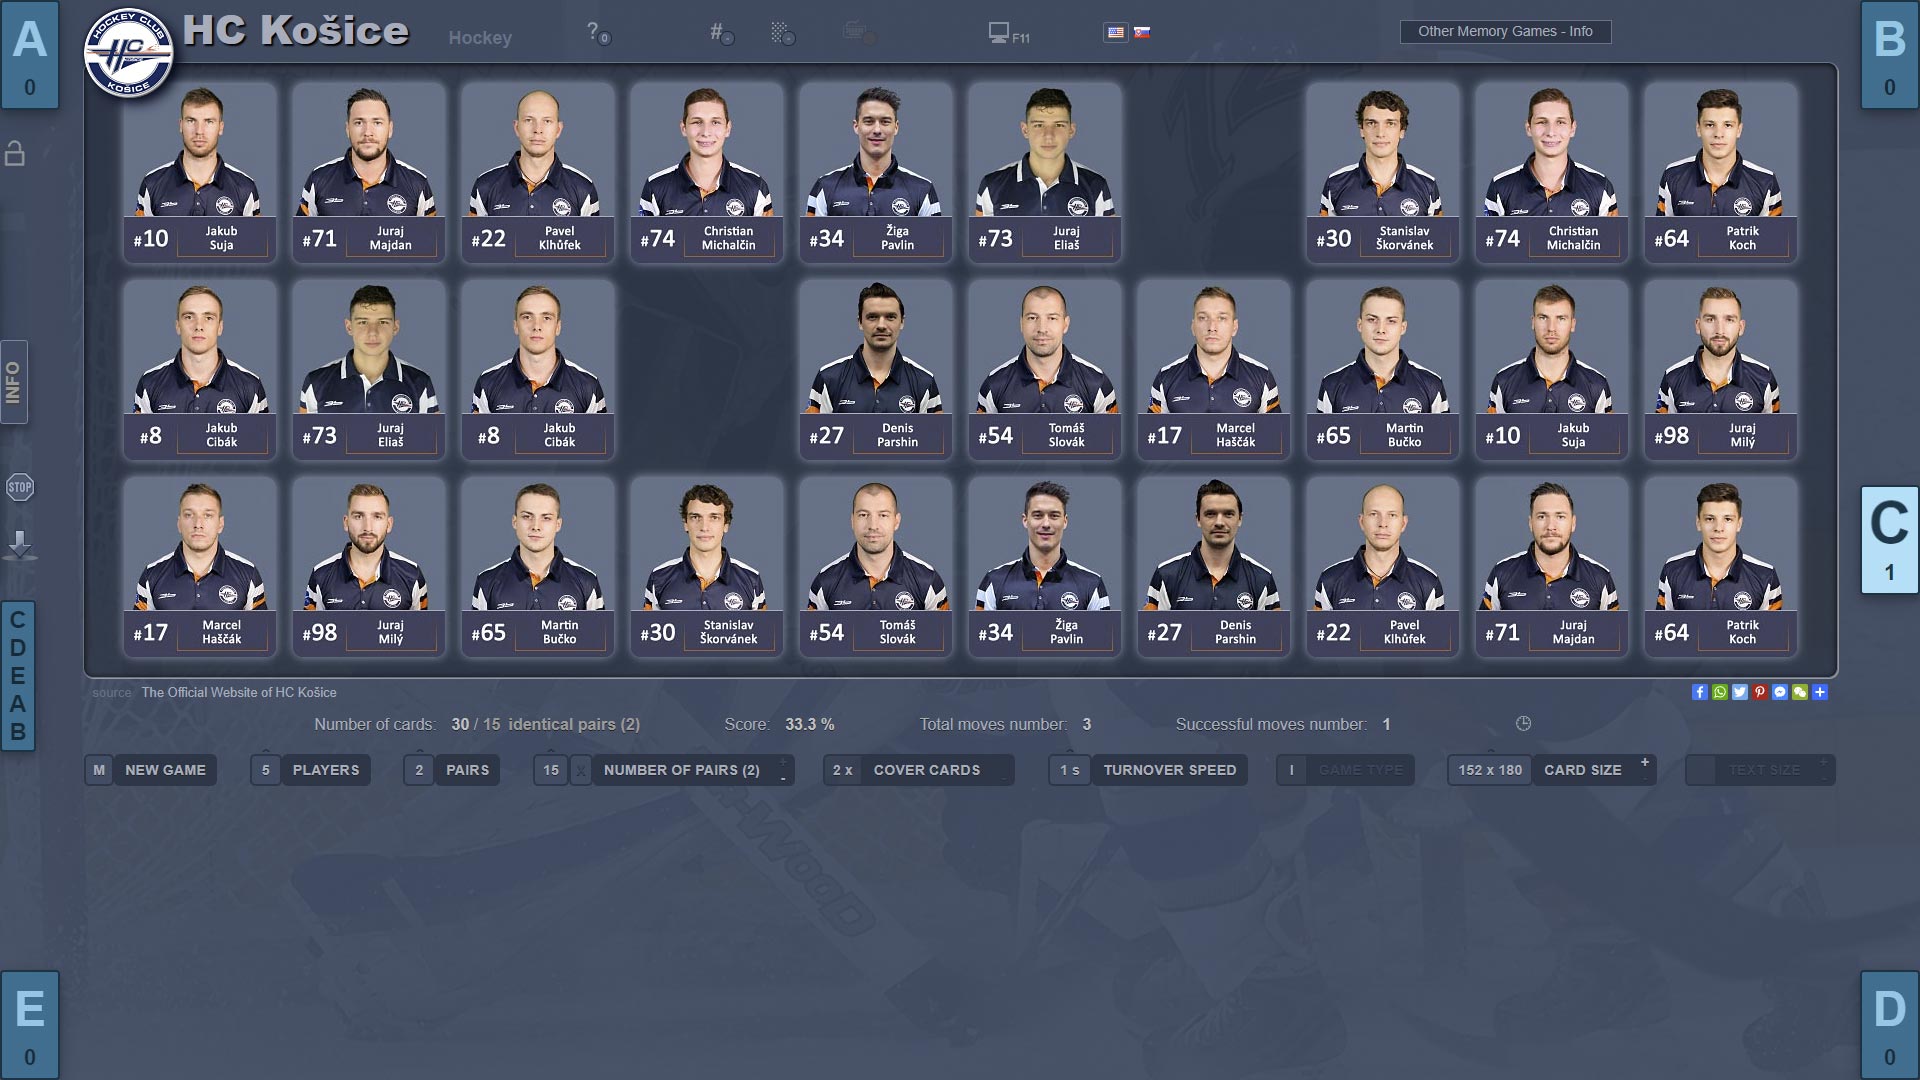 A
0
HOCKEY CLUB
HC
KOŠICE
HC Košice
Hockey
?0
#-
-
F11
Other Memory Games - Info
B
0
#10 Jakub Suja
#71 Juraj Majdan
#22 Pavel Klhůfek
#74 Christian Michalčin
#34 Žiga Pavlin
#73 Juraj Eliaš
#30 Stanislav Škorvánek
#74 Christian Michalčin
#64 Patrik Koch
INFO
#8 Jakub Cibák
#73 Juraj Eliaš
#8 Jakub Cibák
#27 Denis Parshin
#54 Tomáš Slovák
#17 Marcel Haščák
#65 Martin Bučko
#10 Jakub Suja
#98 Juraj Milý
STOP
C
1
#17 Marcel Haščák
#98 Juraj Milý
#65 Martin Bučko
#30 Stanislav Škorvánek
#54 Tomáš Slovák
#34 Žiga Pavlin
#27 Denis Parshin
#22 Pavel Klhůfek
#71 Juraj Majdan
#64 Patrik Koch
C
D
E
A
B
source The Official Website of HC Košice
Number of cards: 30 / 15 identical pairs (2) Score: 33.3 % Total moves number: 3 Successful moves number: 1
M NEW GAME 5 PLAYERS 2 PAIRS 15 X NUMBER OF PAIRS (2) + - 2 x COVER CARDS 1 s TURNOVER SPEED I GAME TYPE 152 x 180 CARD SIZE + - TEXT SIZE + -
E
0
D
0